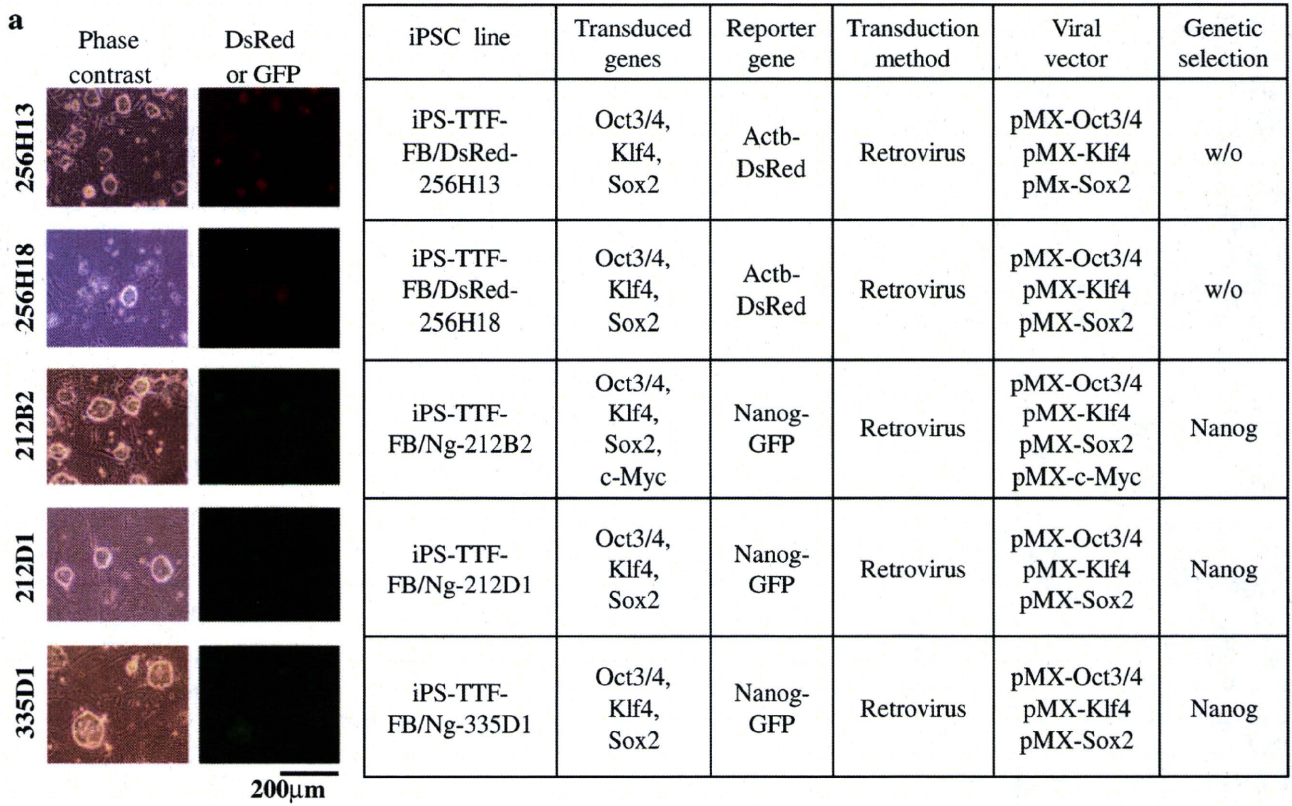 a
Phase
contrast
DsRed
or GFP
iPSC line
Transduced
genes
Reporter
gene
Transduction
method
Viral
vector
Genetic
selection
256H13
iPS-TTF-
FB/DsRed-
256H13
Oct3/4,
Klf4,
Sox2
Actb-
DsRed
Retrovirus
pMX-Oct3/4
pMX-Klf4
pMx-Sox2
w/o
256H18
iPS-TTF-
FB/DsRed-
256H18
Oct3/4,
Klf4,
Sox2
Actb-
DsRed
Retrovirus
pMX-Oct3/4
pMX-Klf4
pMX-Sox2
w/o
212B2
iPS-TTF-
FB/Ng-212B2
Oct3/4,
Klf4,
Sox2,
c-Myc
Nanog-
GFP
Retrovirus
pMX-Oct3/4
pMX-Klf4
pMX-Sox2
pMX-c-Myc
Nanog
212D1
iPS-TTF-
FB/Ng-212D1
Oct3/4,
Klf4,
Sox2
Nanog-
GFP
Retrovirus
pMX-Oct3/4
pMX-Klf4
pMX-Sox2
Nanog
335D1
iPS-TTF-
FB/Ng-335D1
Oct3/4,
Klf4,
Sox2
Nanog-
GFP
Retrovirus
pMX-Oct3/4
pMX-Klf4
pMX-Sox2
Nanog
200μm